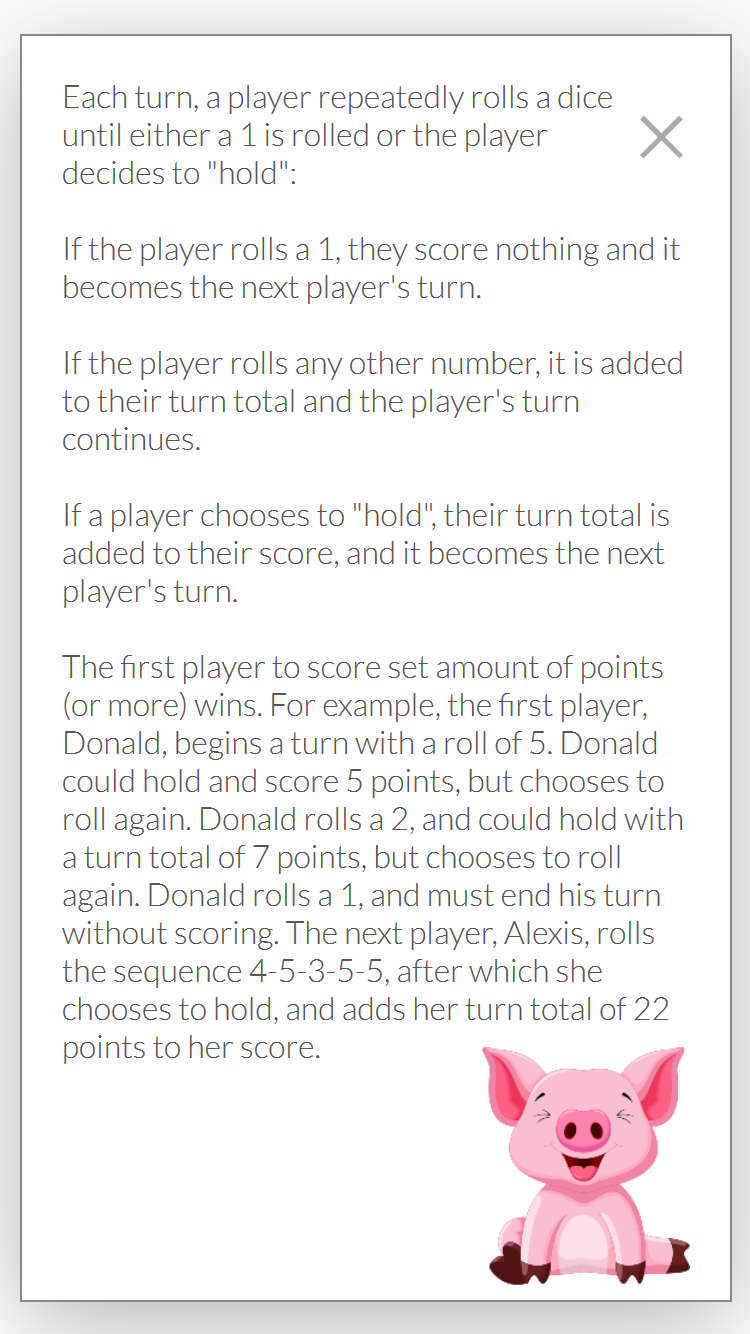 Each turn, a player repeatedly rolls a dice
until either a 1 is rolled or the player
decides to "hold":
If the player rolls a 1, they score nothing and it
becomes the next player's turn.
If the player rolls any other number, it is added
to their turn total and the player's turn
continues.
If a player chooses to "hold", their turn total is
added to their score, and it becomes the next
player's turn.
The first player to score set amount of points
(or more) wins. For example, the first player,
Donald, begins a turn with a roll of 5. Donald
could hold and score 5 points, but chooses to
roll again. Donald rolls a 2, and could hold with
a turn total of 7 points, but chooses to roll
again. Donald rolls a 1, and must end his turn
without scoring. The next player, Alexis, rolls
the sequence 4-5-3-5-5, after which she
chooses to hold, and adds her turn total of 22
points to her score.